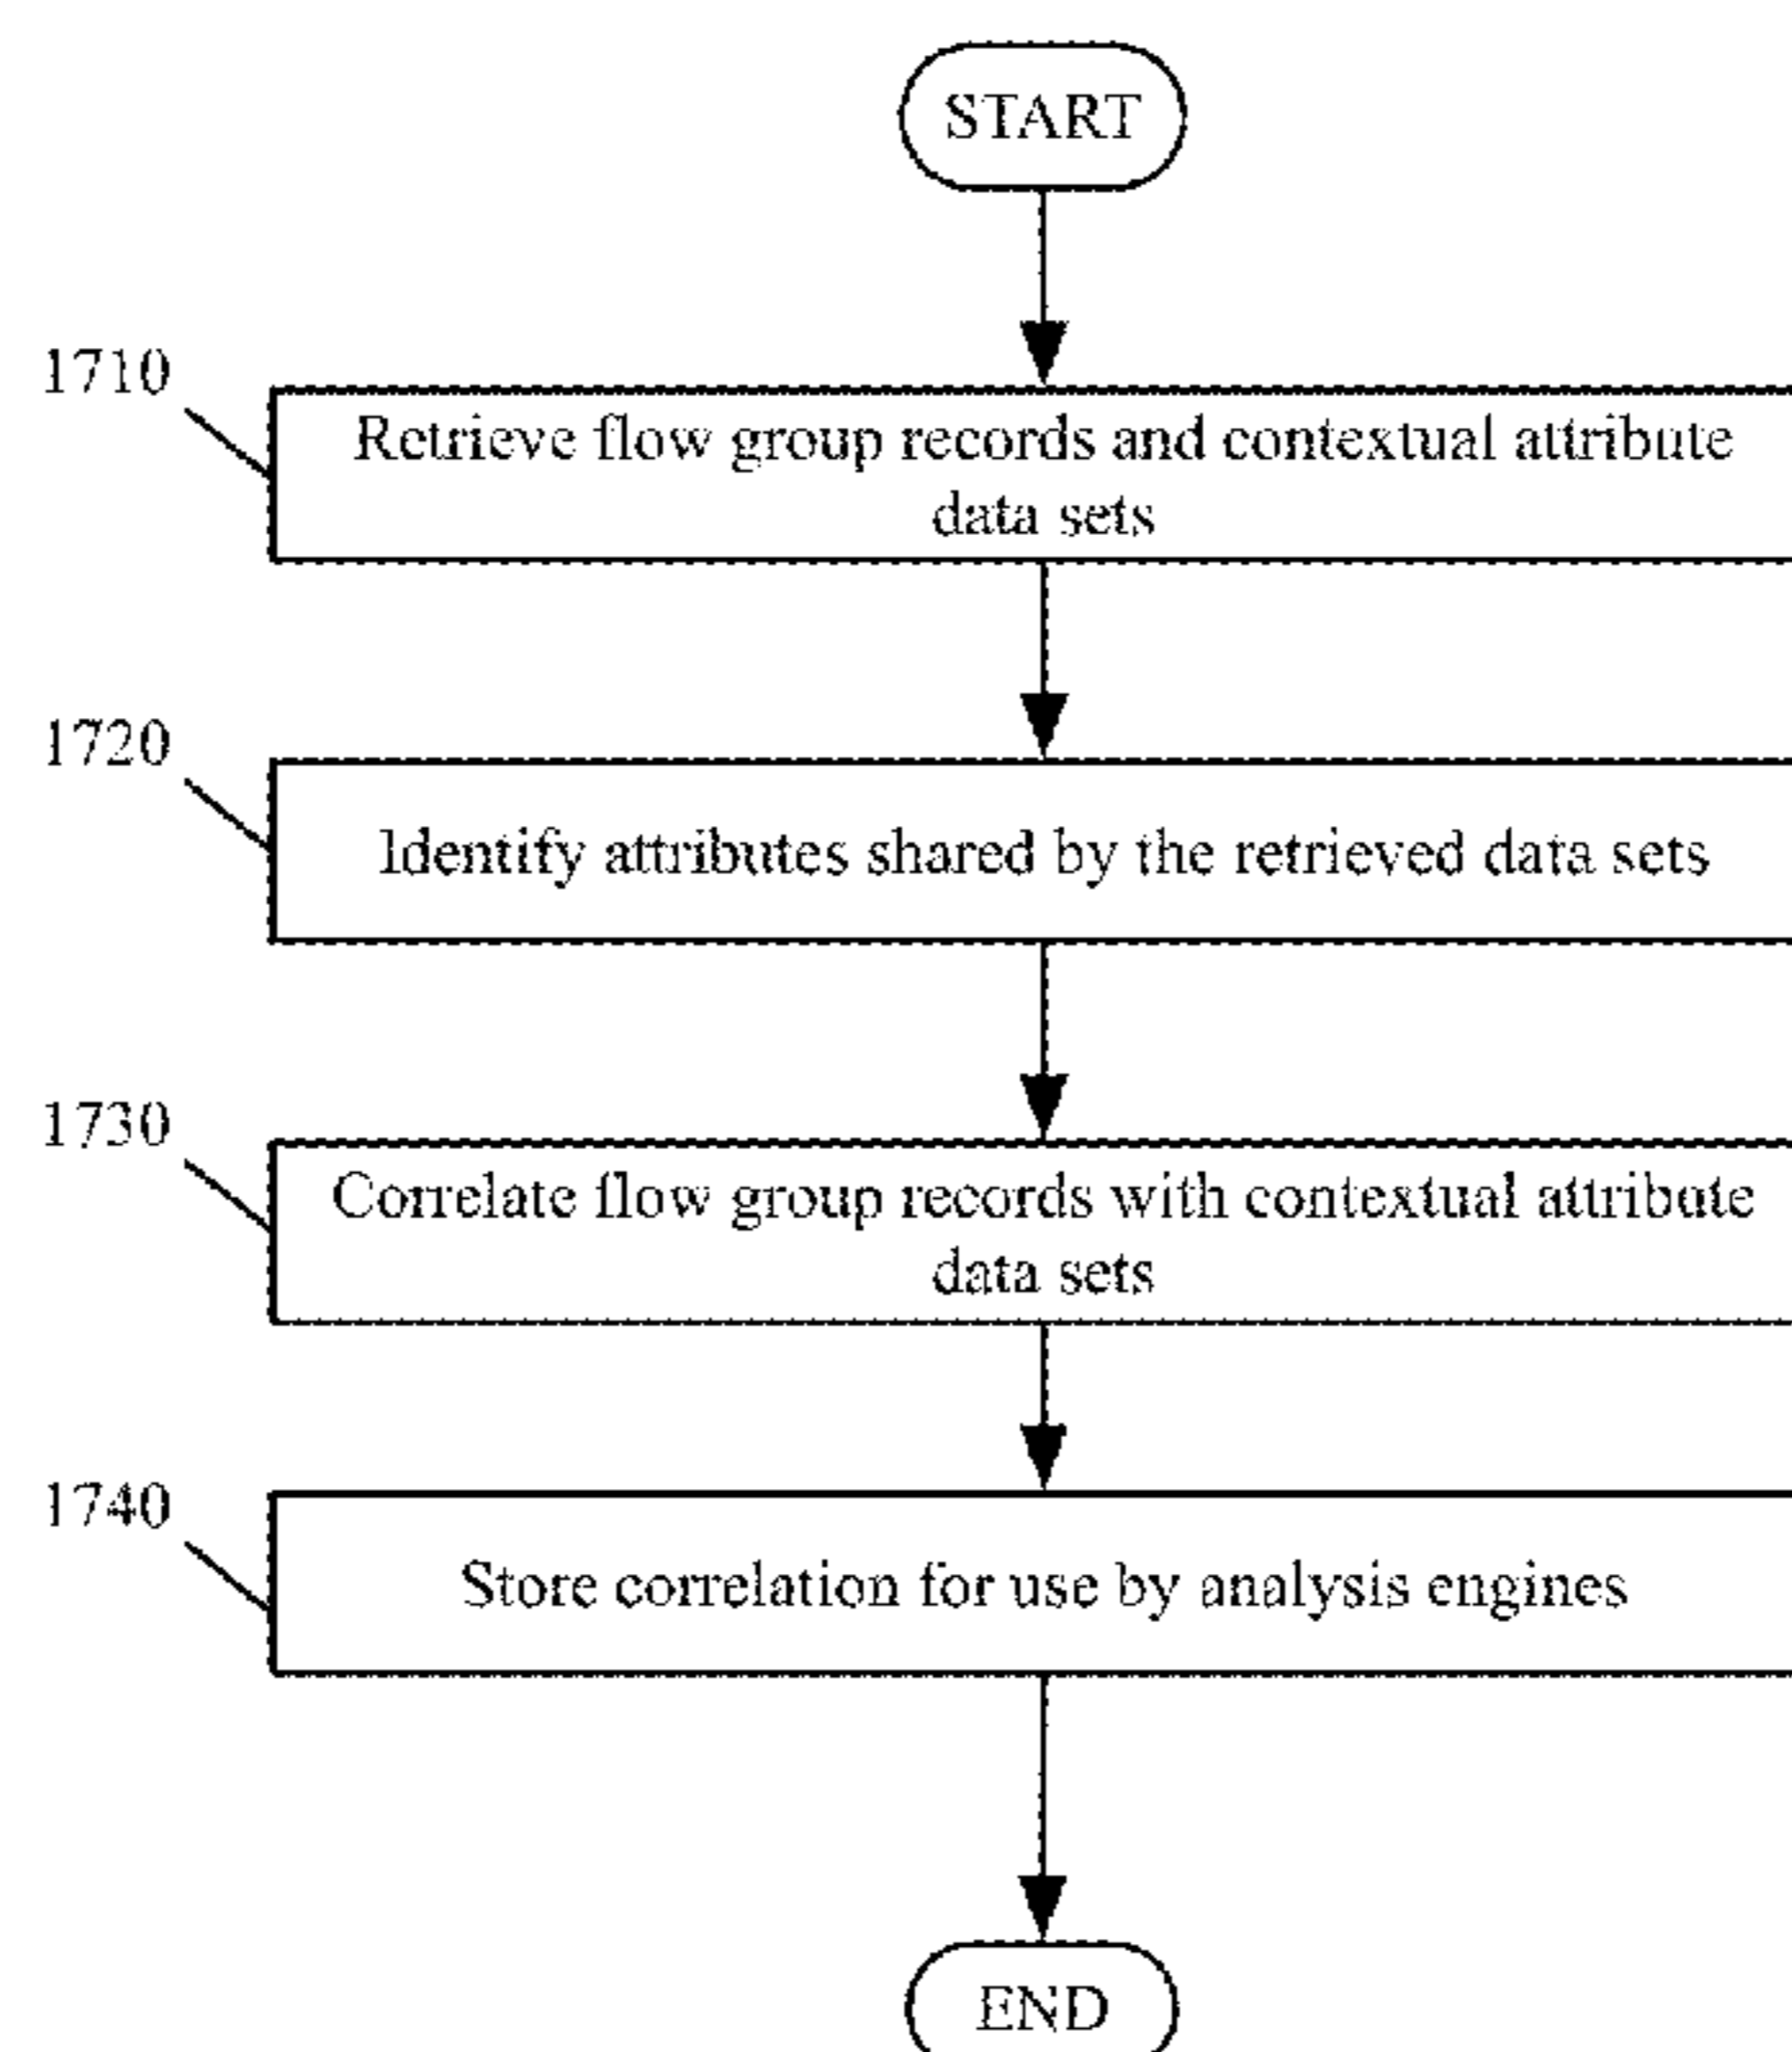 START
1710
Retrieve flow group records and contextual attribute
data sets
1720
Identify attributes shared by the retrieved data sets
1730
Correlate flow group records with contextual attribute
data sets
1740
Store correlation for use by analysis engines
END